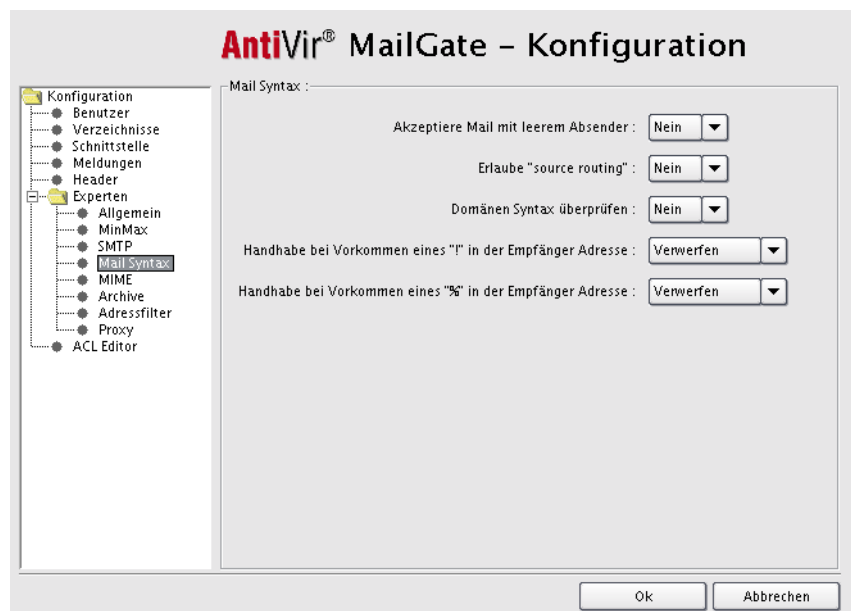 AntiVir® MailGate – Konfiguration
Konfiguration
Benutzer
Verzeichnisse
Schnittstelle
Meldungen
Header
Experten
Allgemein
MinMax
SMTP
Mail Syntax
MIME
Archive
Adressfilter
Proxy
ACL Editor
Mail Syntax :
Akzeptiere Mail mit leerem Absender : Nein
Erlaube "source routing" : Nein
Domänen Syntax überprüfen : Nein
Handhabe bei Vorkommen eines "!" in der Empfänger Adresse : Verwerfen
Handhabe bei Vorkommen eines "%" in der Empfänger Adresse : Verwerfen
Ok Abbrechen